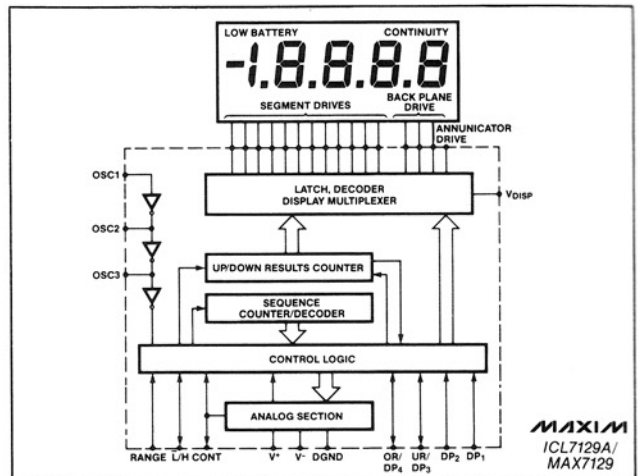 LOW BATTERY CONTINUITY
-1.8.8.8.8
SEGMENT DRIVES
BACK PLANE
DRIVE
ANNUNICATOR
DRIVE
OSC1
LATCH, DECODER
DISPLAY MULTIPLEXER
VDISP
OSC2
UP/DOWN RESULTS COUNTER
OSC3
SEQUENCE
COUNTER/DECODER
CONTROL LOGIC
ANALOG SECTION
RANGE L/H CONT V+ V- DGND OR/DP4 UR/DP3 DP2 DP1
MAXIM
ICL7129A/
MAX7129